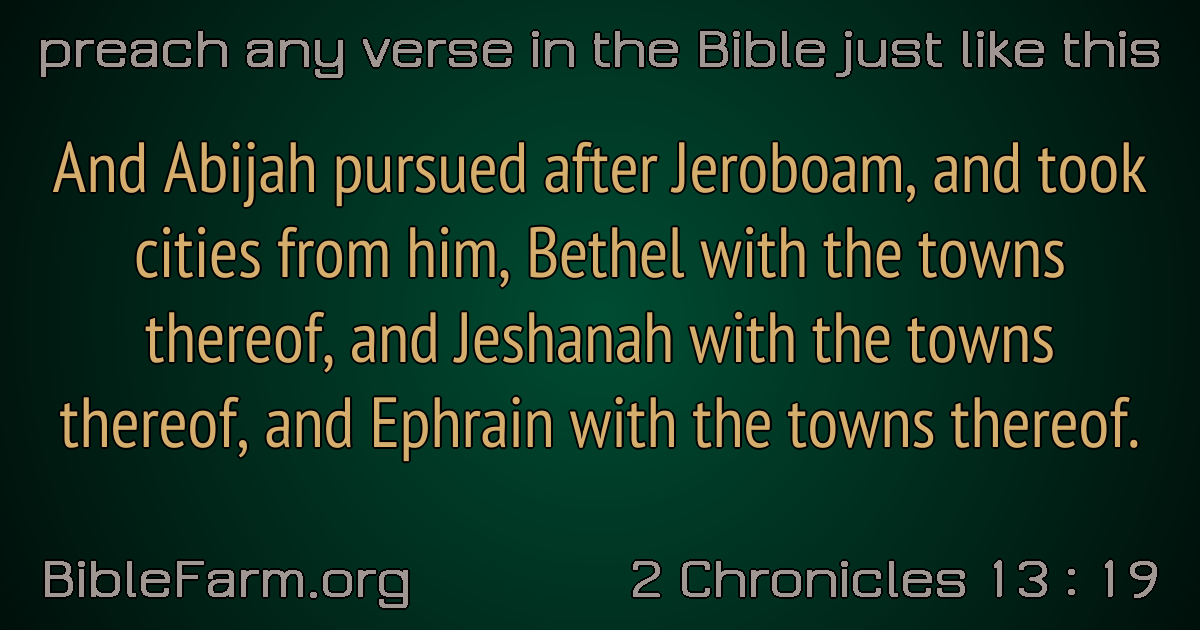 preach any verse in the Bible just like this
And Abijah pursued after Jeroboam, and took
cities from him, Bethel with the towns
thereof, and Jeshanah with the towns
thereof, and Ephrain with the towns thereof.
BibleFarm.org
2 Chronicles 13 : 19